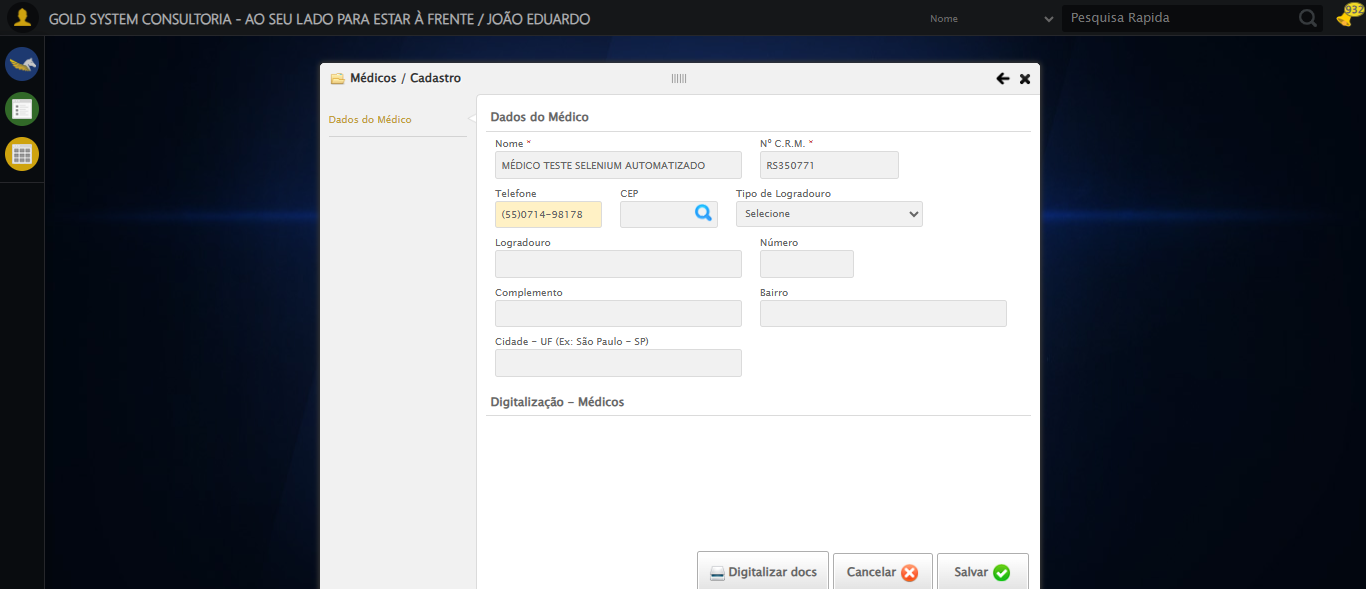 GOLD SYSTEM CONSULTORIA - AO SEU LADO PARA ESTAR À FRENTE / JOÃO EDUARDO
Nome
Pesquisa Rapida
932
Médicos / Cadastro
Dados do Médico
Dados do Médico
Nome *
Nº C.R.M. *
MÉDICO TESTE SELENIUM AUTOMATIZADO
RS350771
Telefone
CEP
Tipo de Logradouro
(55)0714-98178
Selecione
Logradouro
Número
Complemento
Bairro
Cidade - UF (Ex: São Paulo - SP)
Digitalização - Médicos
Digitalizar docs
Cancelar
Salvar